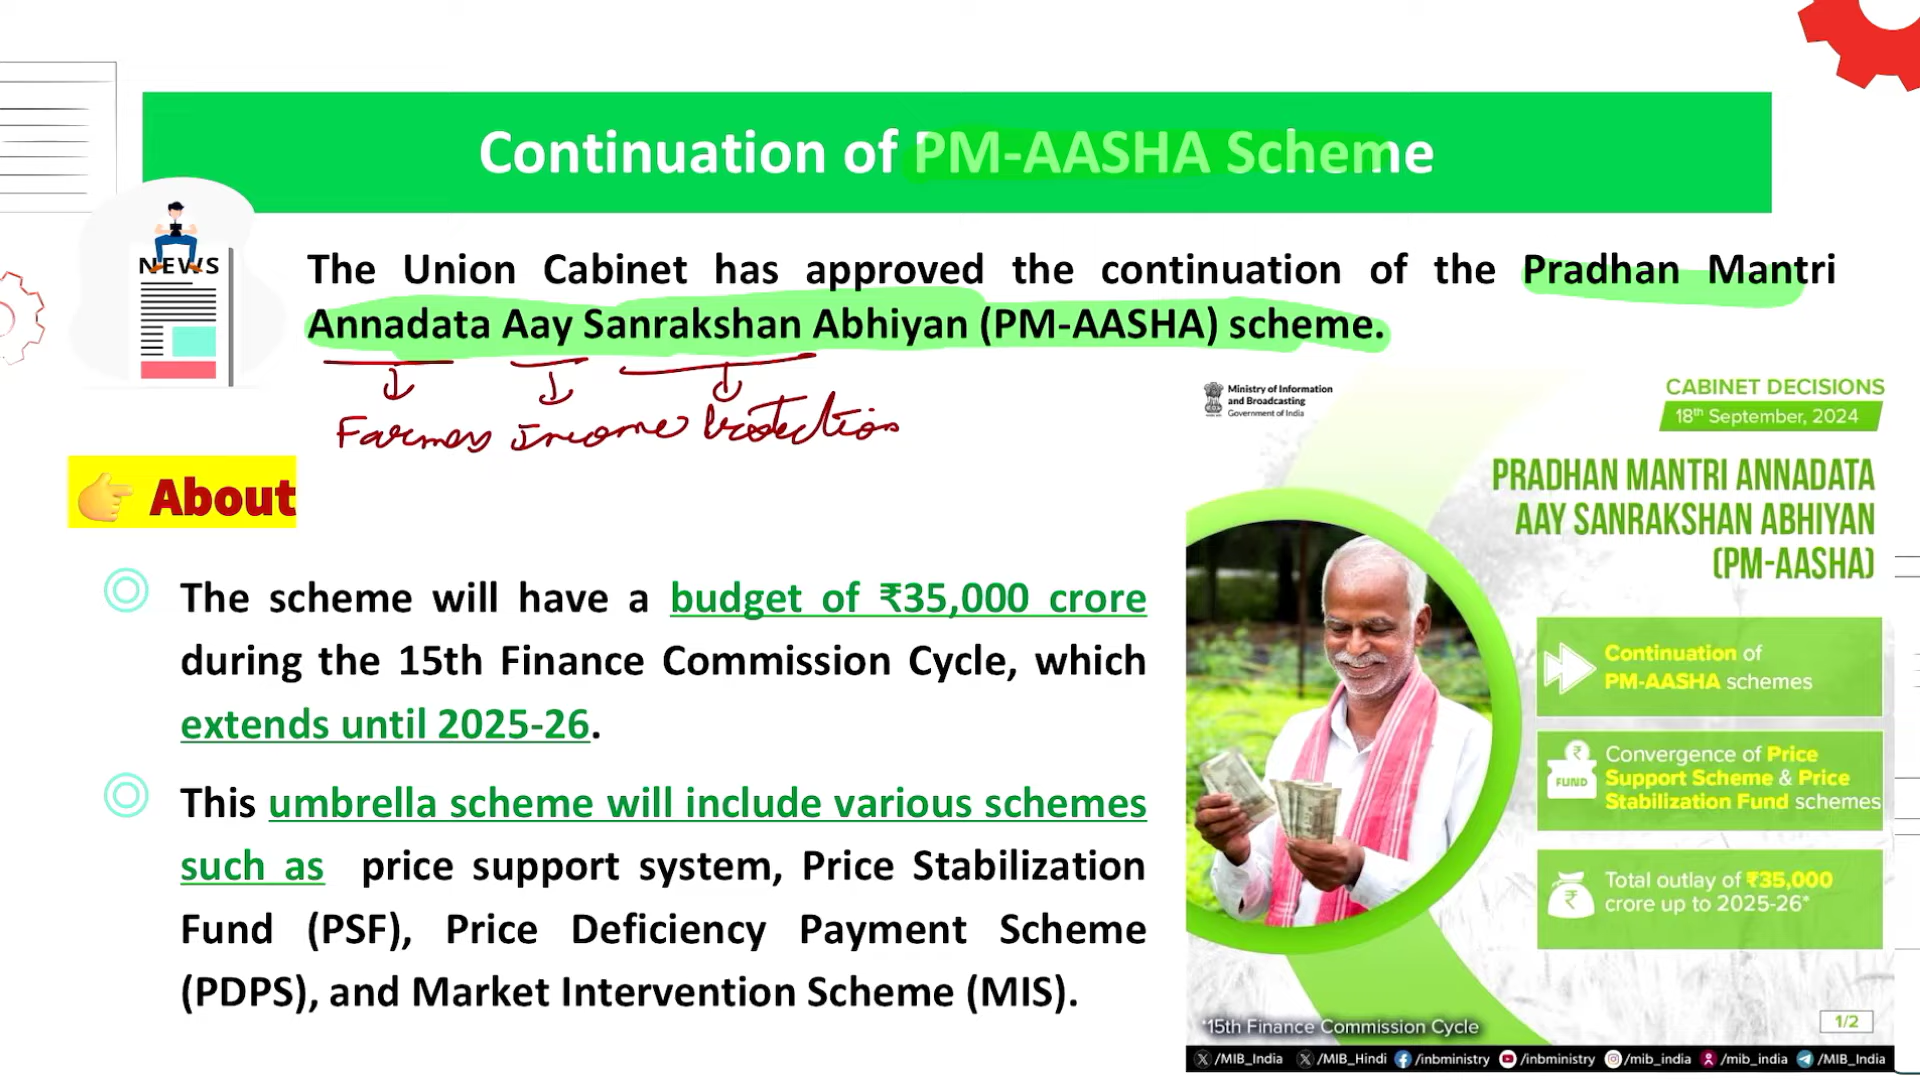 Continuation of PM-AASHA Scheme
NEWS
The Union Cabinet has approved the continuation of the Pradhan Mantri
Annadata Aay Sanrakshan Abhiyan (PM-AASHA) scheme.
Farmers Income Protection
👉 About
The scheme will have a budget of ₹35,000 crore
during the 15th Finance Commission Cycle, which
extends until 2025-26.
This umbrella scheme will include various schemes
such as price support system, Price Stabilization
Fund (PSF), Price Deficiency Payment Scheme
(PDPS), and Market Intervention Scheme (MIS).
Ministry of Information
and Broadcasting
Government of India
CABINET DECISIONS
18th September, 2024
PRADHAN MANTRI ANNADATA
AAY SANRAKSHAN ABHIYAN
(PM-AASHA)
Continuation of
PM-AASHA schemes
FUND
Convergence of Price
Support Scheme & Price
Stabilization Fund schemes
Total outlay of ₹35,000
crore up to 2025-26*
*15th Finance Commission Cycle
1/2
/MIB_India /MIB_Hindi /inbministry /inbministry /mib_india /mib_india /MIB_India